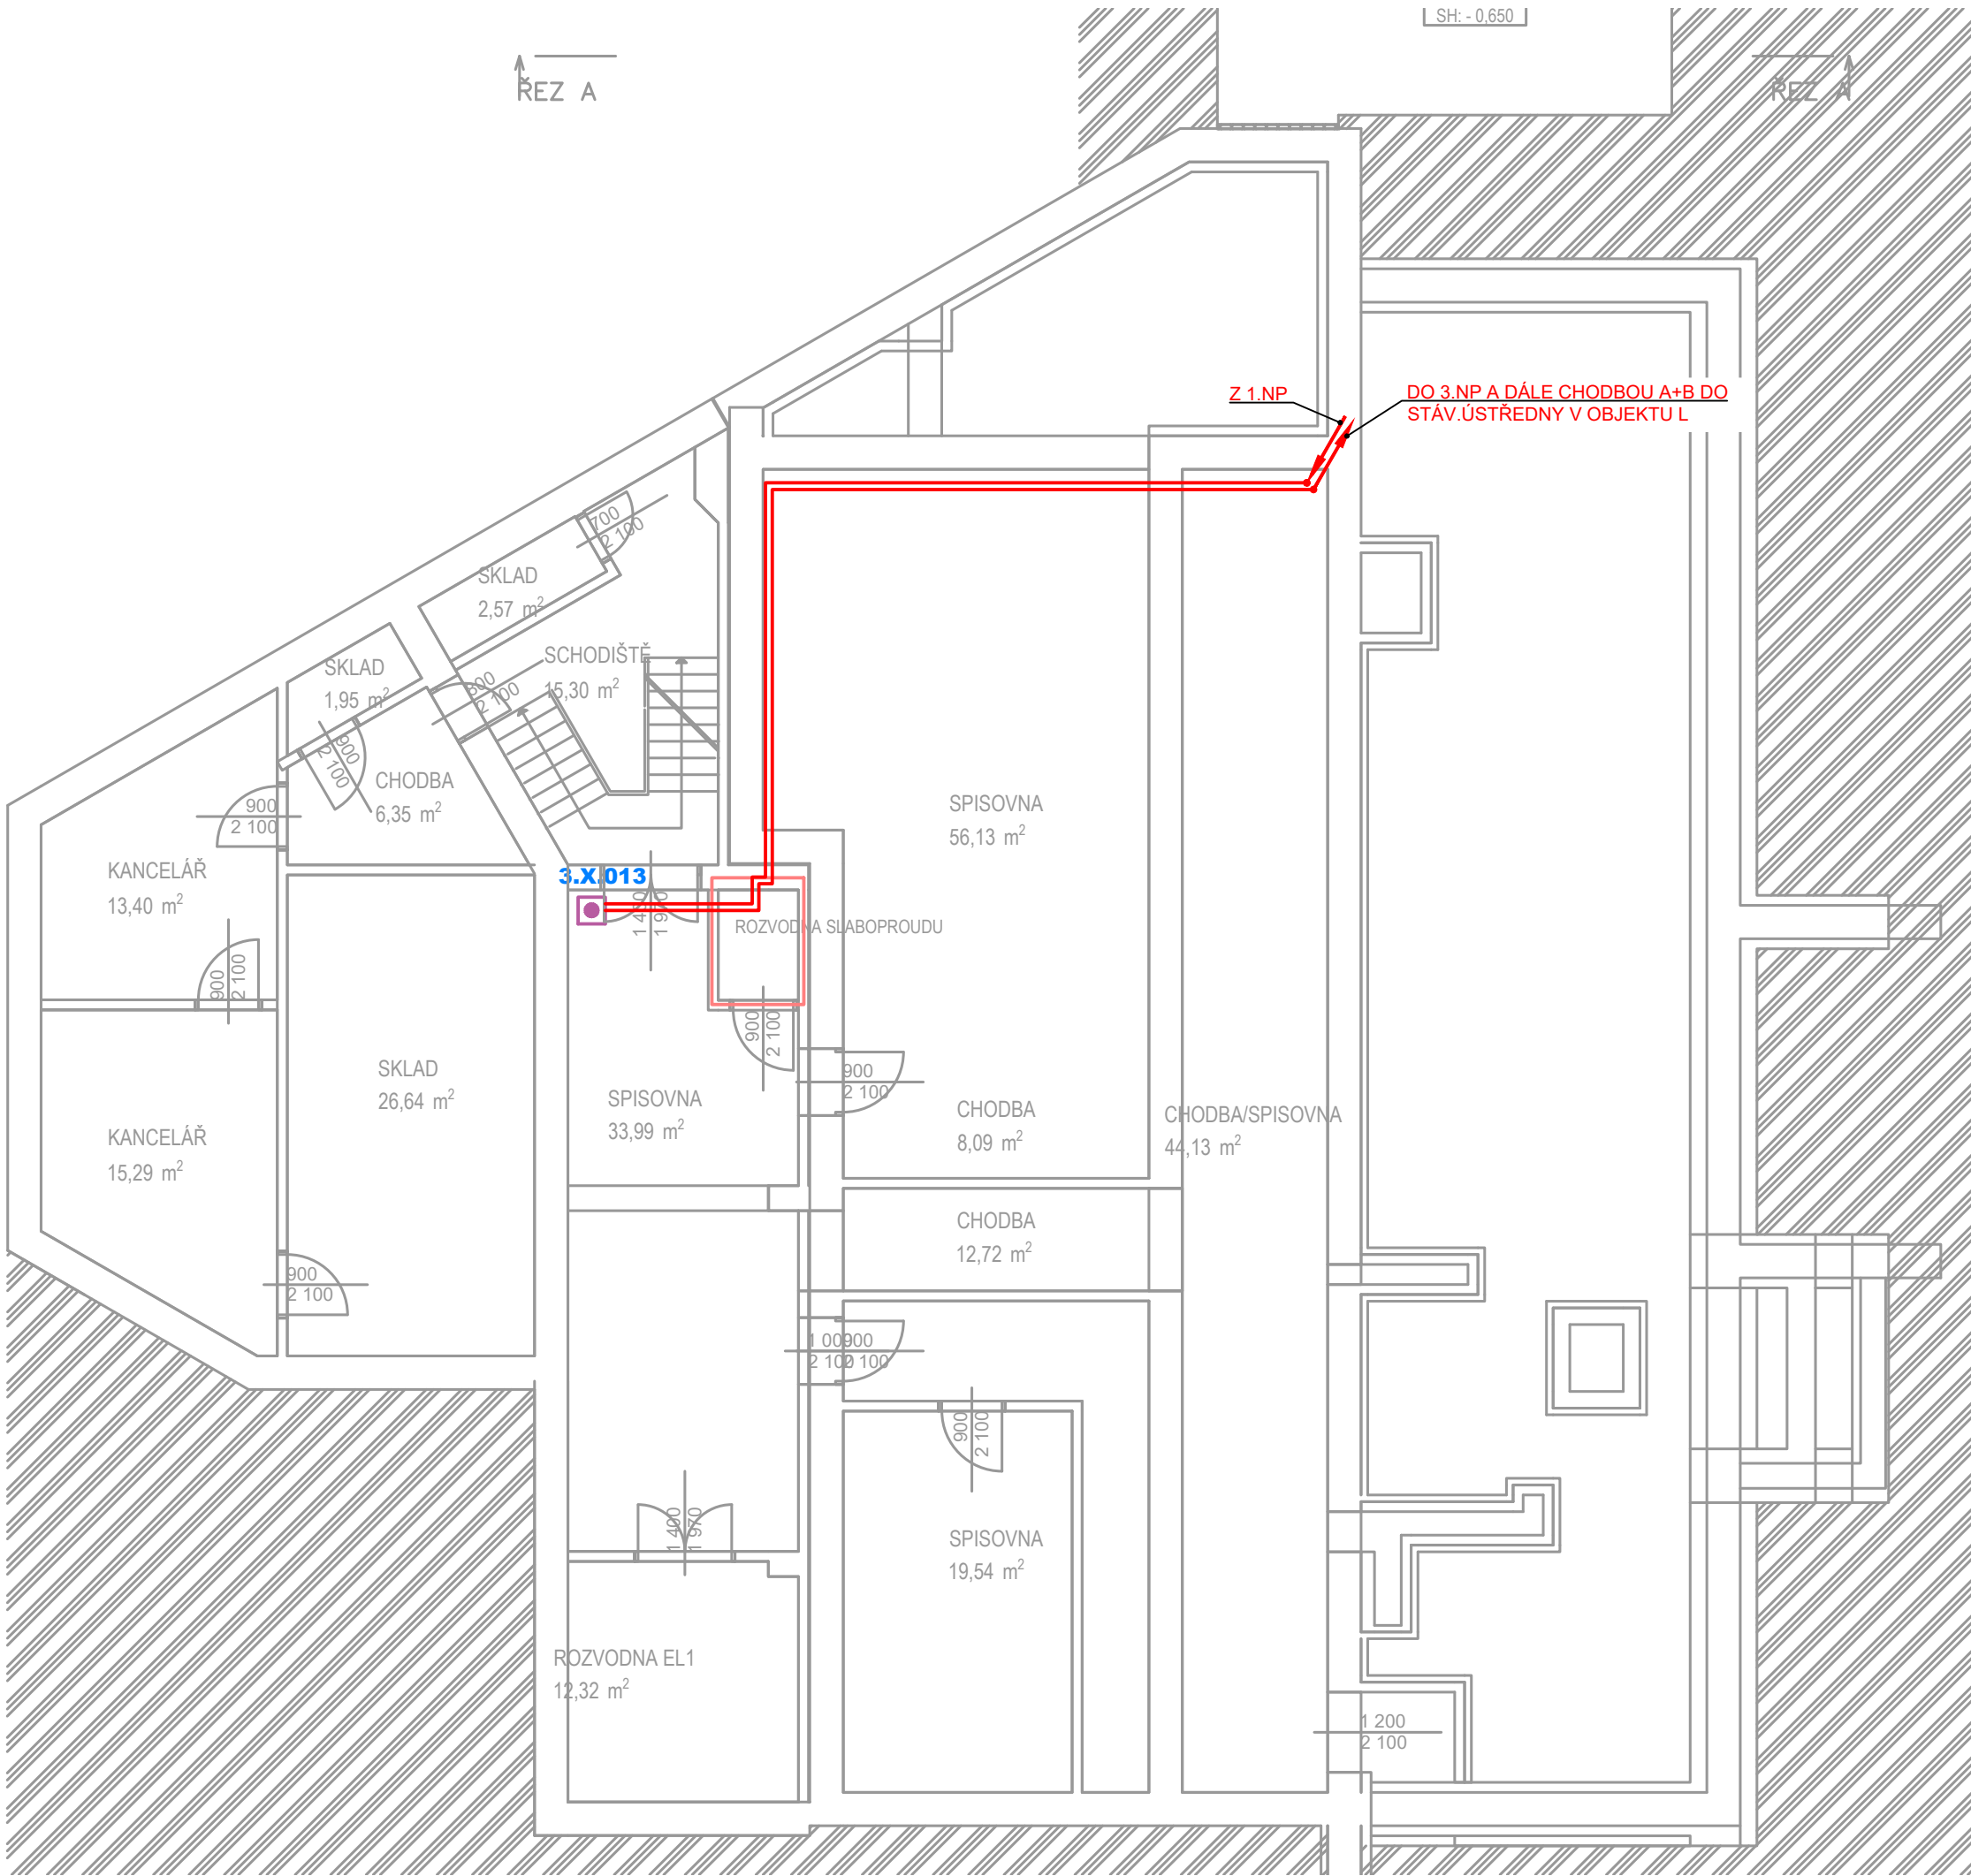 SH: - 0,650
ŘEZ A
ŘEZ A
Z 1.NP
DO 3.NP A DÁLE CHODBOU A+B DO
STÁV.ÚSTŘEDNY V OBJEKTU L
700
2 100
SKLAD
2,57 m²
SCHODIŠTĚ
15,30 m²
SKLAD
1,95 m²
800
2 100
900
2 100
CHODBA
6,35 m²
900
2 100
SPISOVNA
56,13 m²
KANCELÁŘ
13,40 m²
3.X.013
1 450
1 970
ROZVODNA SLABOPROUDU
900
2 100
900
2 100
SKLAD
26,64 m²
SPISOVNA
33,99 m²
900
2 100
CHODBA
8,09 m²
CHODBA/SPISOVNA
44,13 m²
KANCELÁŘ
15,29 m²
CHODBA
12,72 m²
900
2 100
1 00900
2 100 2 100
900
2 100
1 400
1 970
SPISOVNA
19,54 m²
ROZVODNA EL1
12,32 m²
1 200
2 100